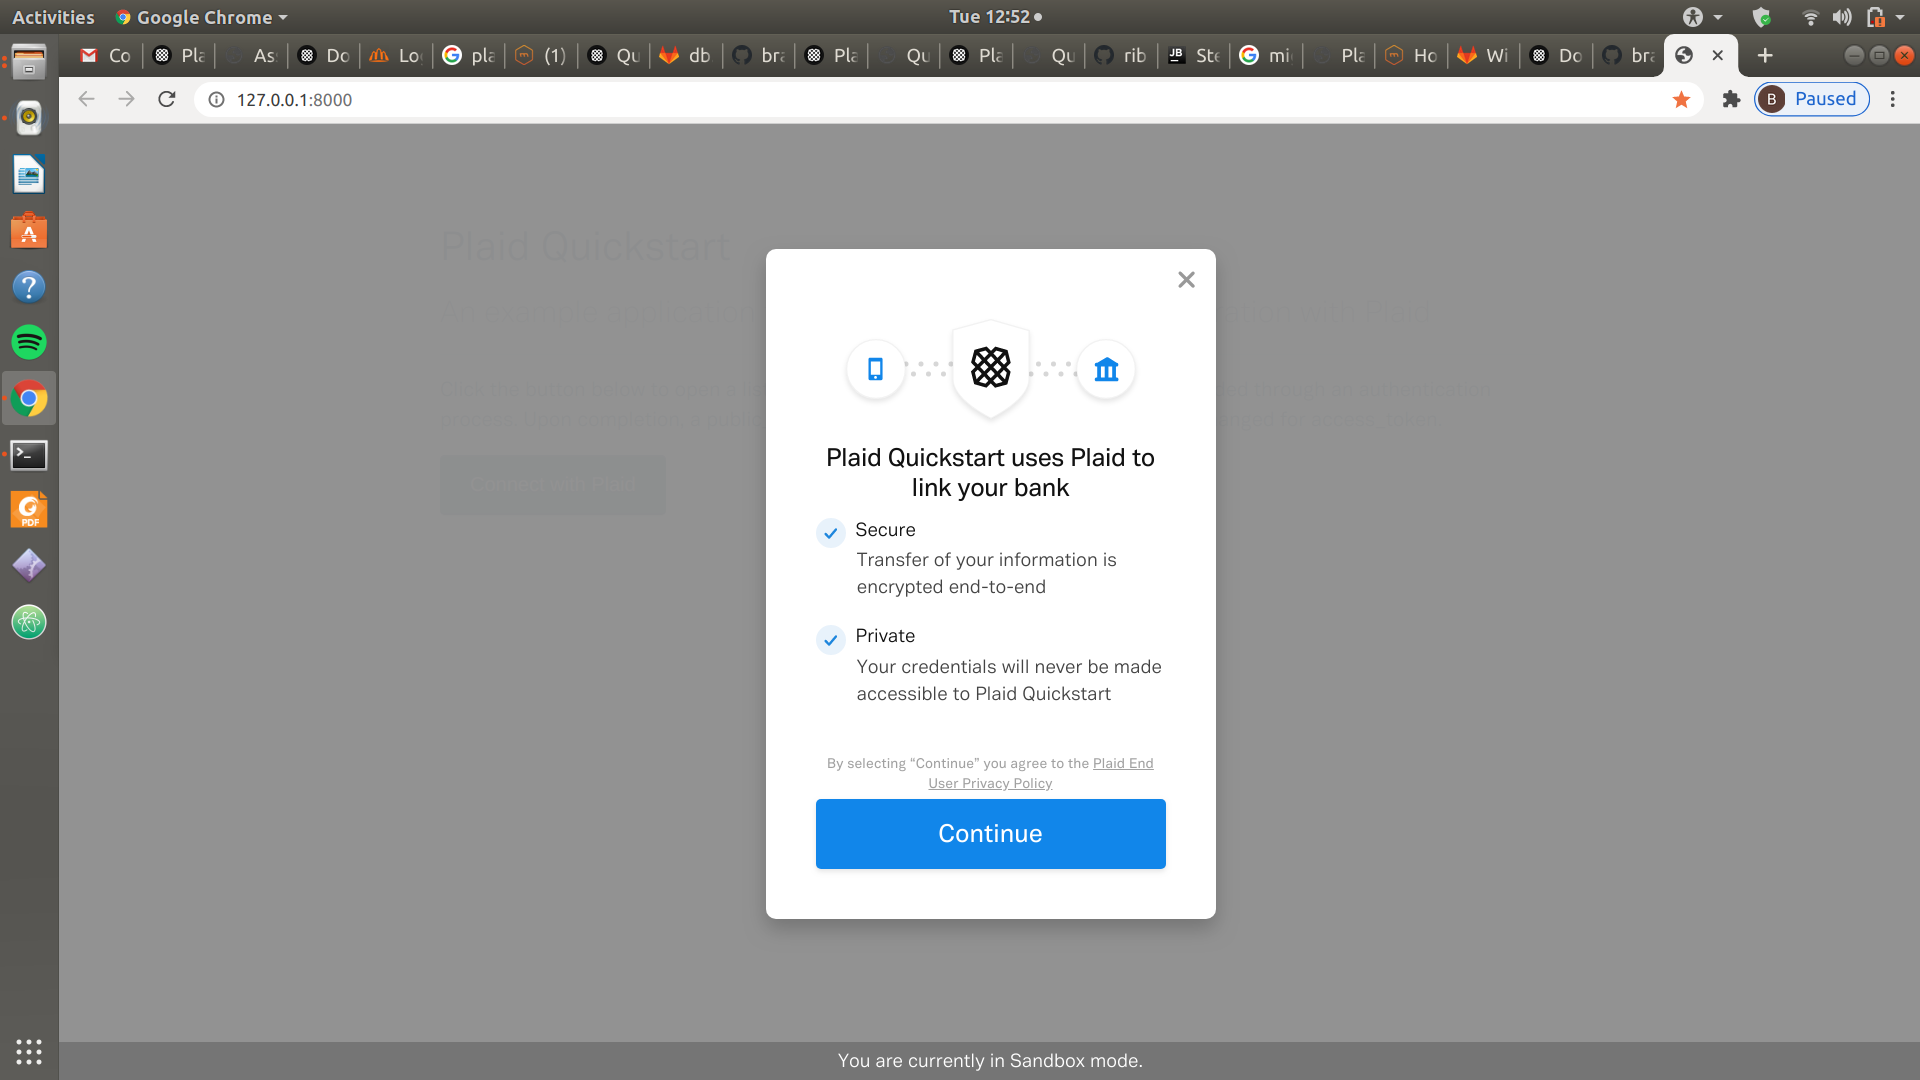 Activities
Google Chrome
Tue 12:52
Co
Pla
As
Do
Lo
pla
(1)
Qu
db
bra
Pla
Qu
Pla
Qu
rib
Ste
mi
Pla
Ho
Wi
Do
bra
127.0.0.1:8000
B
Paused
Plaid Quickstart
Connect with Plaid
Plaid Quickstart uses Plaid to
link your bank
Secure
Transfer of your information is
encrypted end-to-end
Private
Your credentials will never be made
accessible to Plaid Quickstart
By selecting “Continue” you agree to the Plaid End
User Privacy Policy
Continue
PDF
You are currently in Sandbox mode.